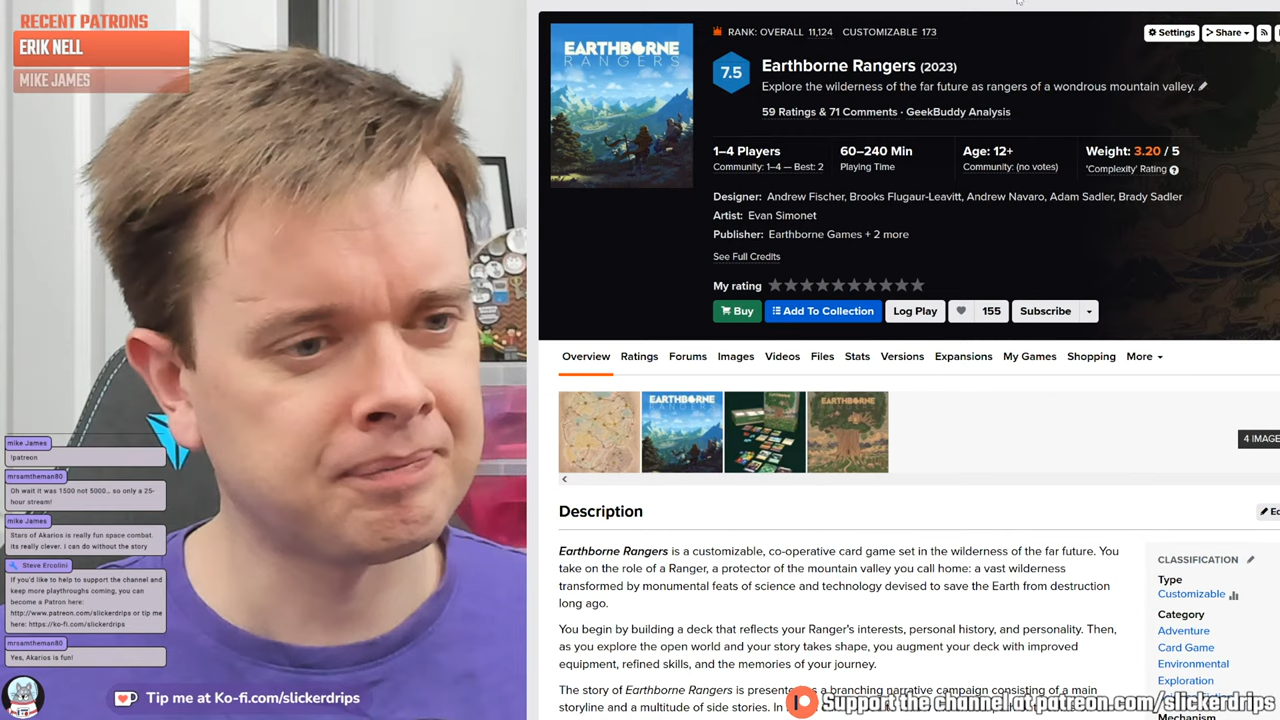 RECENT PATRONS
ERIK NELL
MIKE JAMES
mike James
!patreon
mrsamtheman80
Oh wait it was 1500 not 5000.. so only a 25-
hour stream!
mike James
Stars of Akarios is really fun space combat.
its really clever. I can do without the story
Steve Ercolini
If you'd like to help to support the channel and
keep more playthroughs coming, you can
become a Patron here:
http://www.patreon.com/slickerdrips or tip me
here: https://ko-fi.com/slickerdrips
mrsamtheman80
Yes, Akarios is fun!
Tip me at Ko-fi.com/slickerdrips
EARTHBORNE
RANGERS
RANK: OVERALL 11,124 CUSTOMIZABLE 173
Settings
Share
7.5
Earthborne Rangers (2023)
Explore the wilderness of the far future as rangers of a wondrous mountain valley.
59 Ratings & 71 Comments · GeekBuddy Analysis
1–4 Players
Community: 1–4 — Best: 2
60–240 Min
Playing Time
Age: 12+
Community: (no votes)
Weight: 3.20 / 5
'Complexity' Rating
Designer: Andrew Fischer, Brooks Flugaur-Leavitt, Andrew Navaro, Adam Sadler, Brady Sadler
Artist: Evan Simonet
Publisher: Earthborne Games + 2 more
See Full Credits
My rating
Buy
Add To Collection
Log Play
155
Subscribe
Overview Ratings Forums Images Videos Files Stats Versions Expansions My Games Shopping More
EARTHBORNE
RANGERS
EARTHBORNE
4 IMAGE
Description
Earthborne Rangers is a customizable, co-operative card game set in the wilderness of the far future. You
take on the role of a Ranger, a protector of the mountain valley you call home: a vast wilderness
transformed by monumental feats of science and technology devised to save the Earth from destruction
long ago.
You begin by building a deck that reflects your Ranger's interests, personal history, and personality. Then,
as you explore the open world and your story takes shape, you augment your deck with improved
equipment, refined skills, and the memories of your journey.
The story of Earthborne Rangers is presente a branching narrative campaign consisting of a main
storyline and a multitude of side stories. In
CLASSIFICATION
Type
Customizable
Category
Adventure
Card Game
Environmental
Exploration
Mechanism
Support the channel at patreon.com/slickerdrips